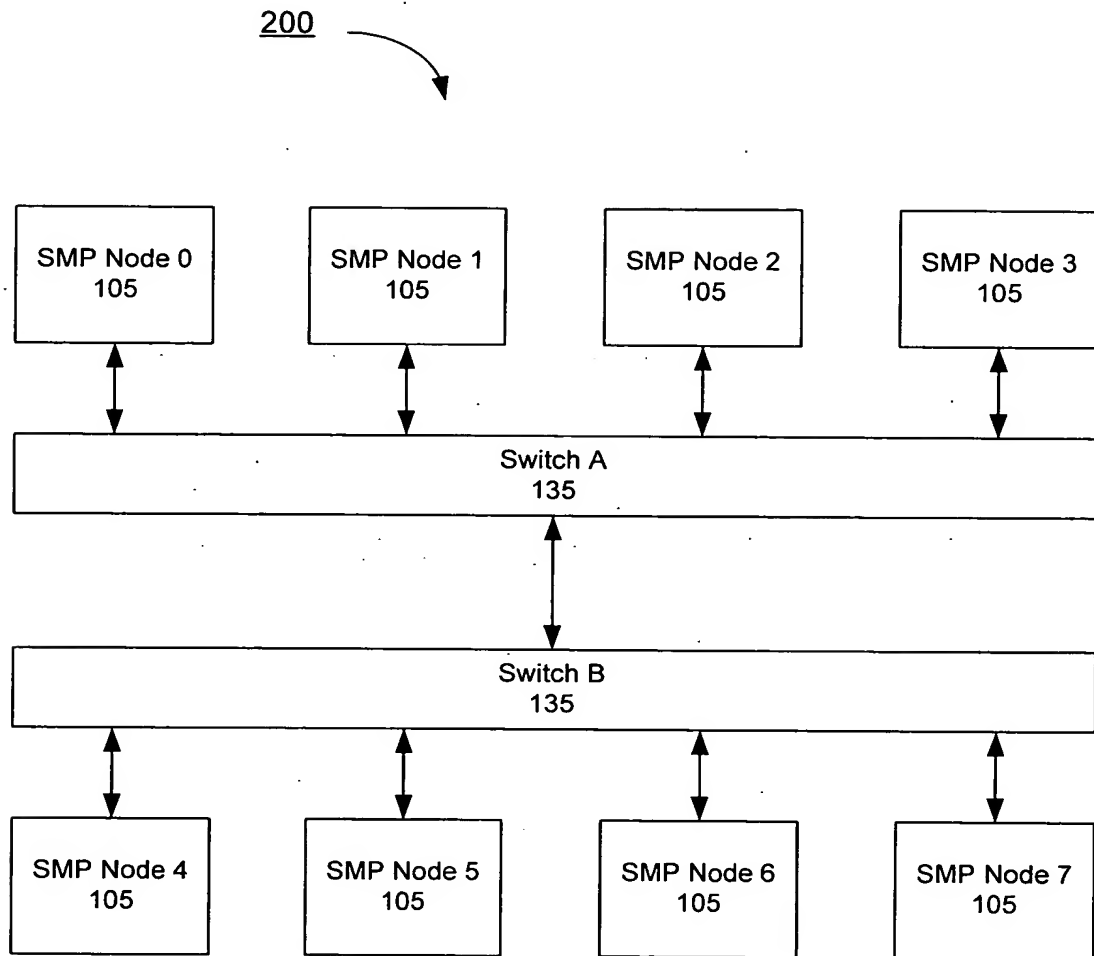 200
SMP Node 0
105
SMP Node 1
105
SMP Node 2
105
SMP Node 3
105
Switch A
135
Switch B
135
SMP Node 4
105
SMP Node 5
105
SMP Node 6
105
SMP Node 7
105